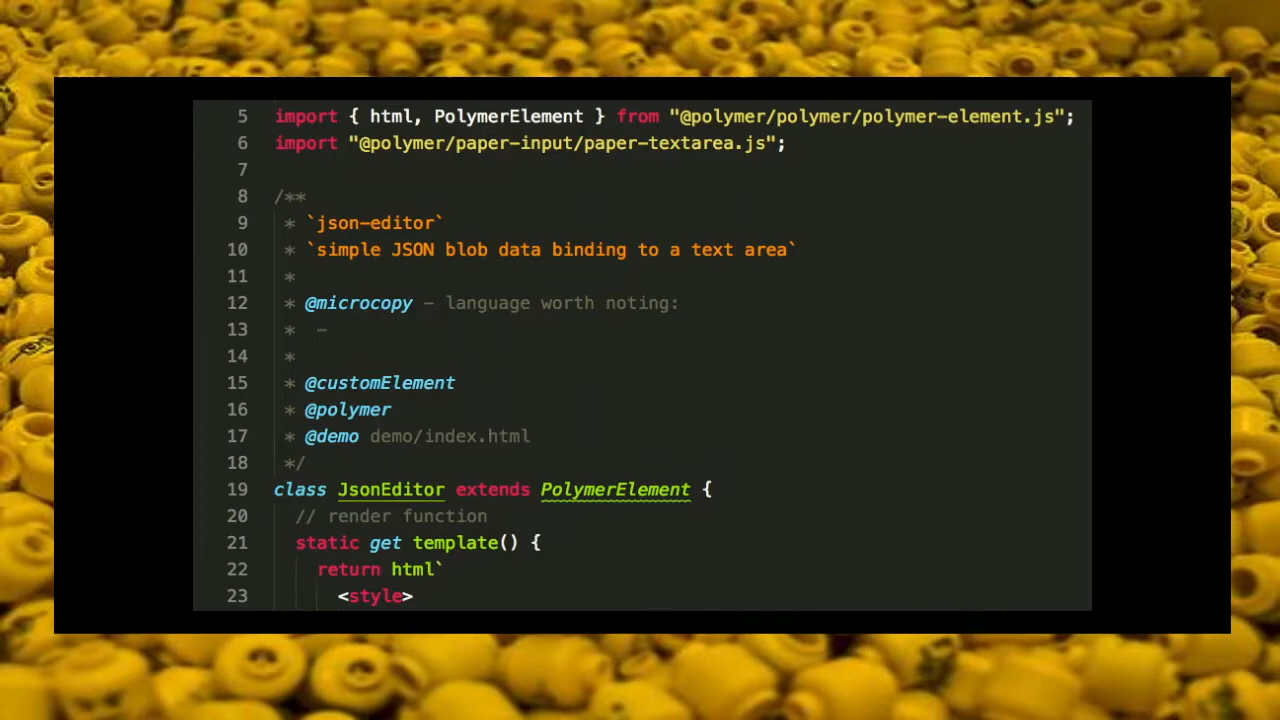 5 import { html, PolymerElement } from "@polymer/polymer/polymer-element.js";
6 import "@polymer/paper-input/paper-textarea.js";
7
8 /**
9 * `json-editor`
10 * `simple JSON blob data binding to a text area`
11 *
12 * @microcopy - language worth noting:
13 * -
14 *
15 * @customElement
16 * @polymer
17 * @demo demo/index.html
18 */
19 class JsonEditor extends PolymerElement {
20 // render function
21 static get template() {
22 return html`
23 <style>